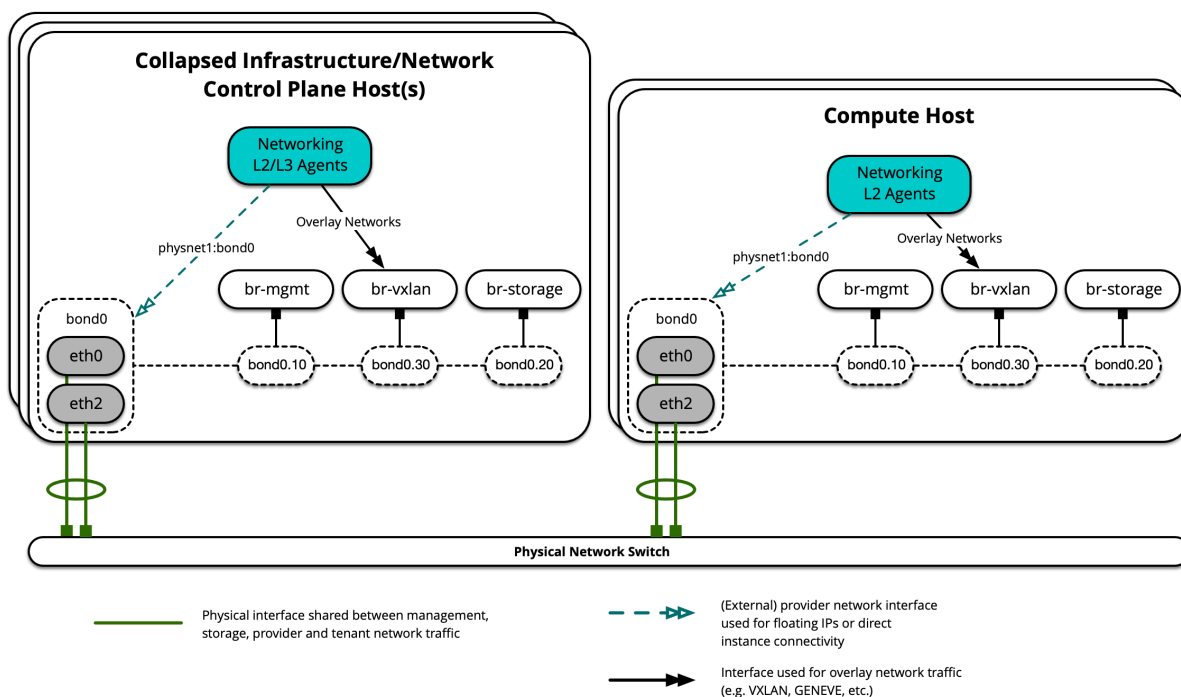 Collapsed Infrastructure/Network
Control Plane Host(s)
Networking
L2/L3 Agents
Overlay Networks
physnet1:bond0
br-mgmt
br-vxlan
br-storage
bond0
eth0
eth2
bond0.10
bond0.30
bond0.20
Compute Host
Networking
L2 Agents
Overlay Networks
physnet1:bond0
br-mgmt
br-vxlan
br-storage
bond0
eth0
eth2
bond0.10
bond0.30
bond0.20
Physical Network Switch
Physical interface shared between management,
storage, provider and tenant network traffic
(External) provider network interface
used for floating IPs or direct
instance connectivity
Interface used for overlay network traffic
(e.g. VXLAN, GENEVE, etc.)